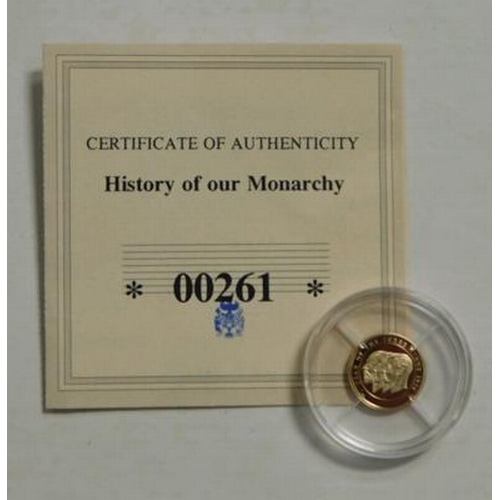 CERTIFICATE OF AUTHENTICITY
History of our Monarchy
* 00261 *